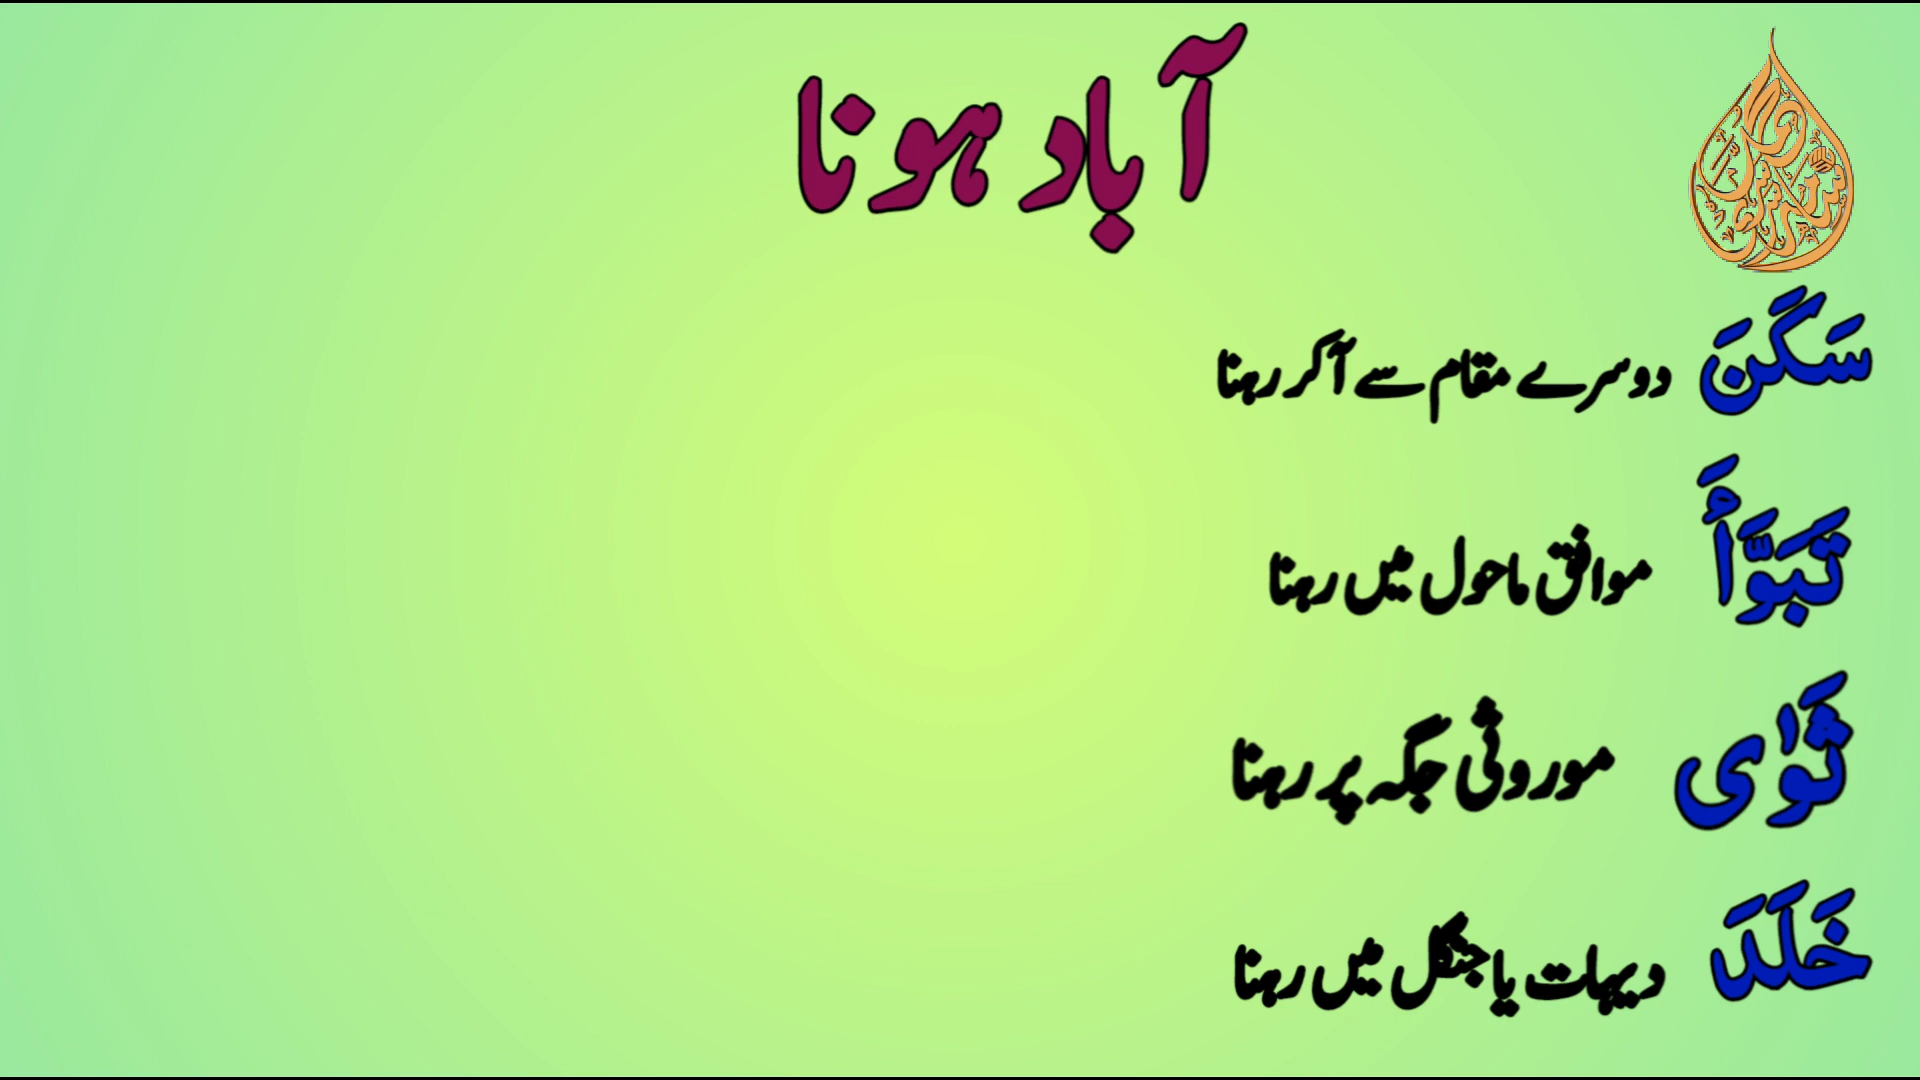 آباد ہونا
سَكَنَ دوسرے مقام سے آکر رہنا
تَبَوَّأَ موافق ماحول میں رہنا
ثَوٰى موروثی جگہ پر رہنا
خَلَدَ دیہات یا جنگل میں رہنا